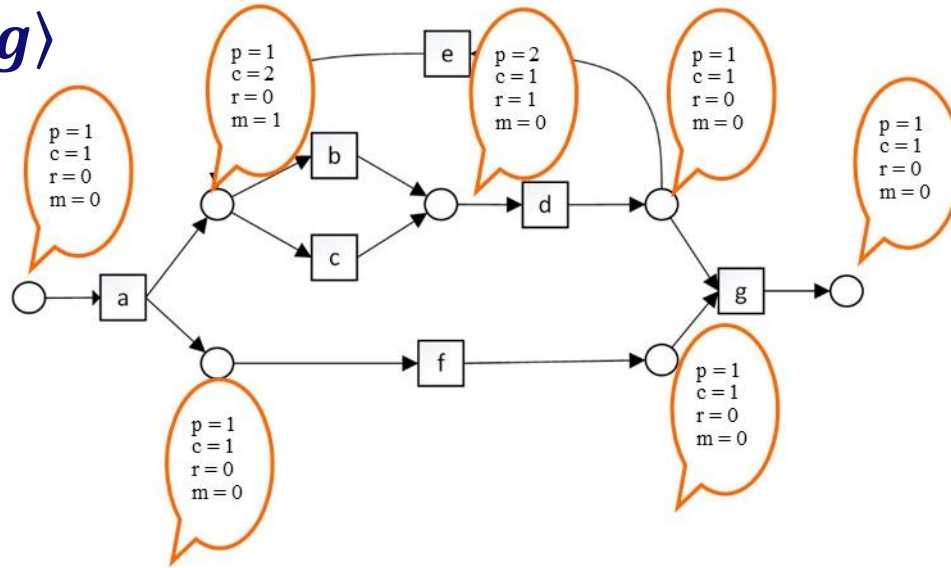 g⟩
p = 1
c = 1
r = 0
m = 0
p = 1
c = 2
r = 0
m = 1
e
p = 2
c = 1
r = 1
m = 0
p = 1
c = 1
r = 0
m = 0
p = 1
c = 1
r = 0
m = 0
b
d
c
a
g
f
p = 1
c = 1
r = 0
m = 0
p = 1
c = 1
r = 0
m = 0